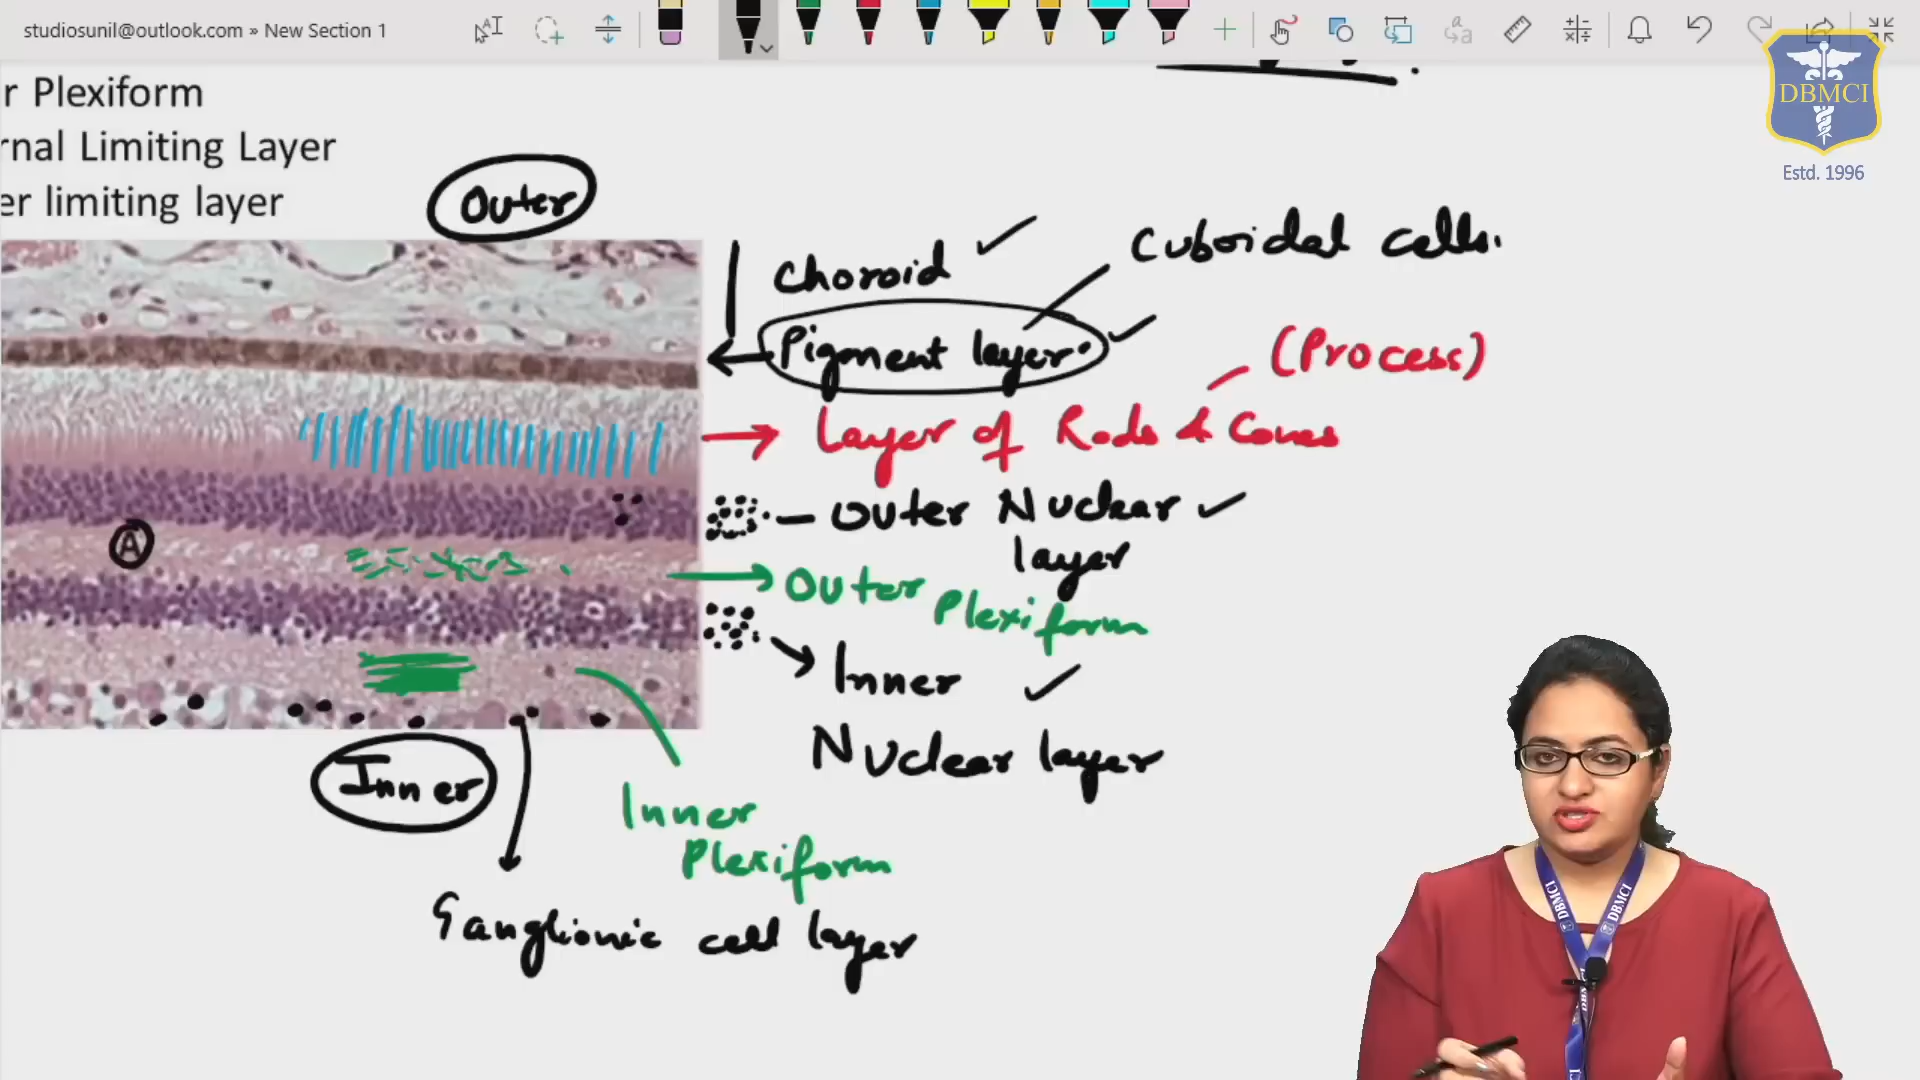 studiosunil@outlook.com » New Section 1
r Plexiform
rnal Limiting Layer
er limiting layer
DBMCI
Estd. 1996
Outer
Choroid
Cuboidal cells.
Pigment layer
(Process)
Layer of Rods & Cones
A
Outer Nuclear
layer
Outer Plexiform
Inner
Nuclear layer
Inner
Inner
Plexiform
Ganglionic cell layer
DBMCI
DBMCI